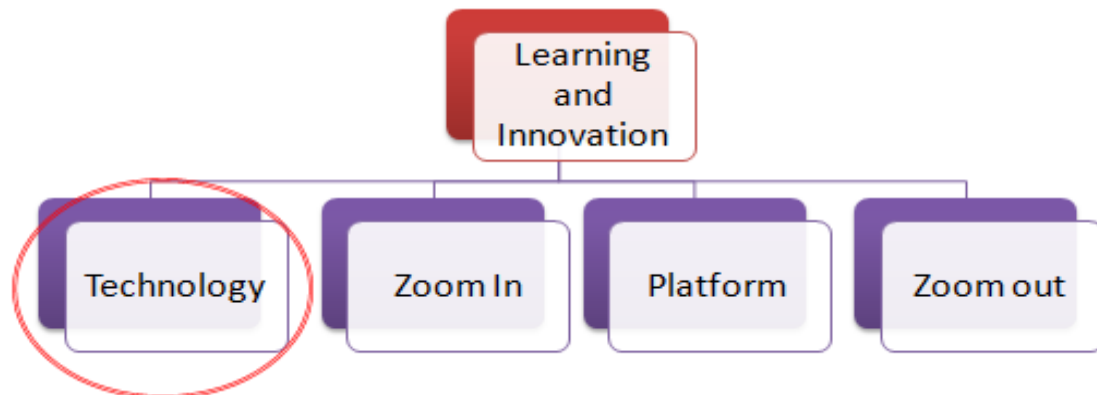 Learning
and
Innovation
Technology
Zoom In
Platform
Zoom out